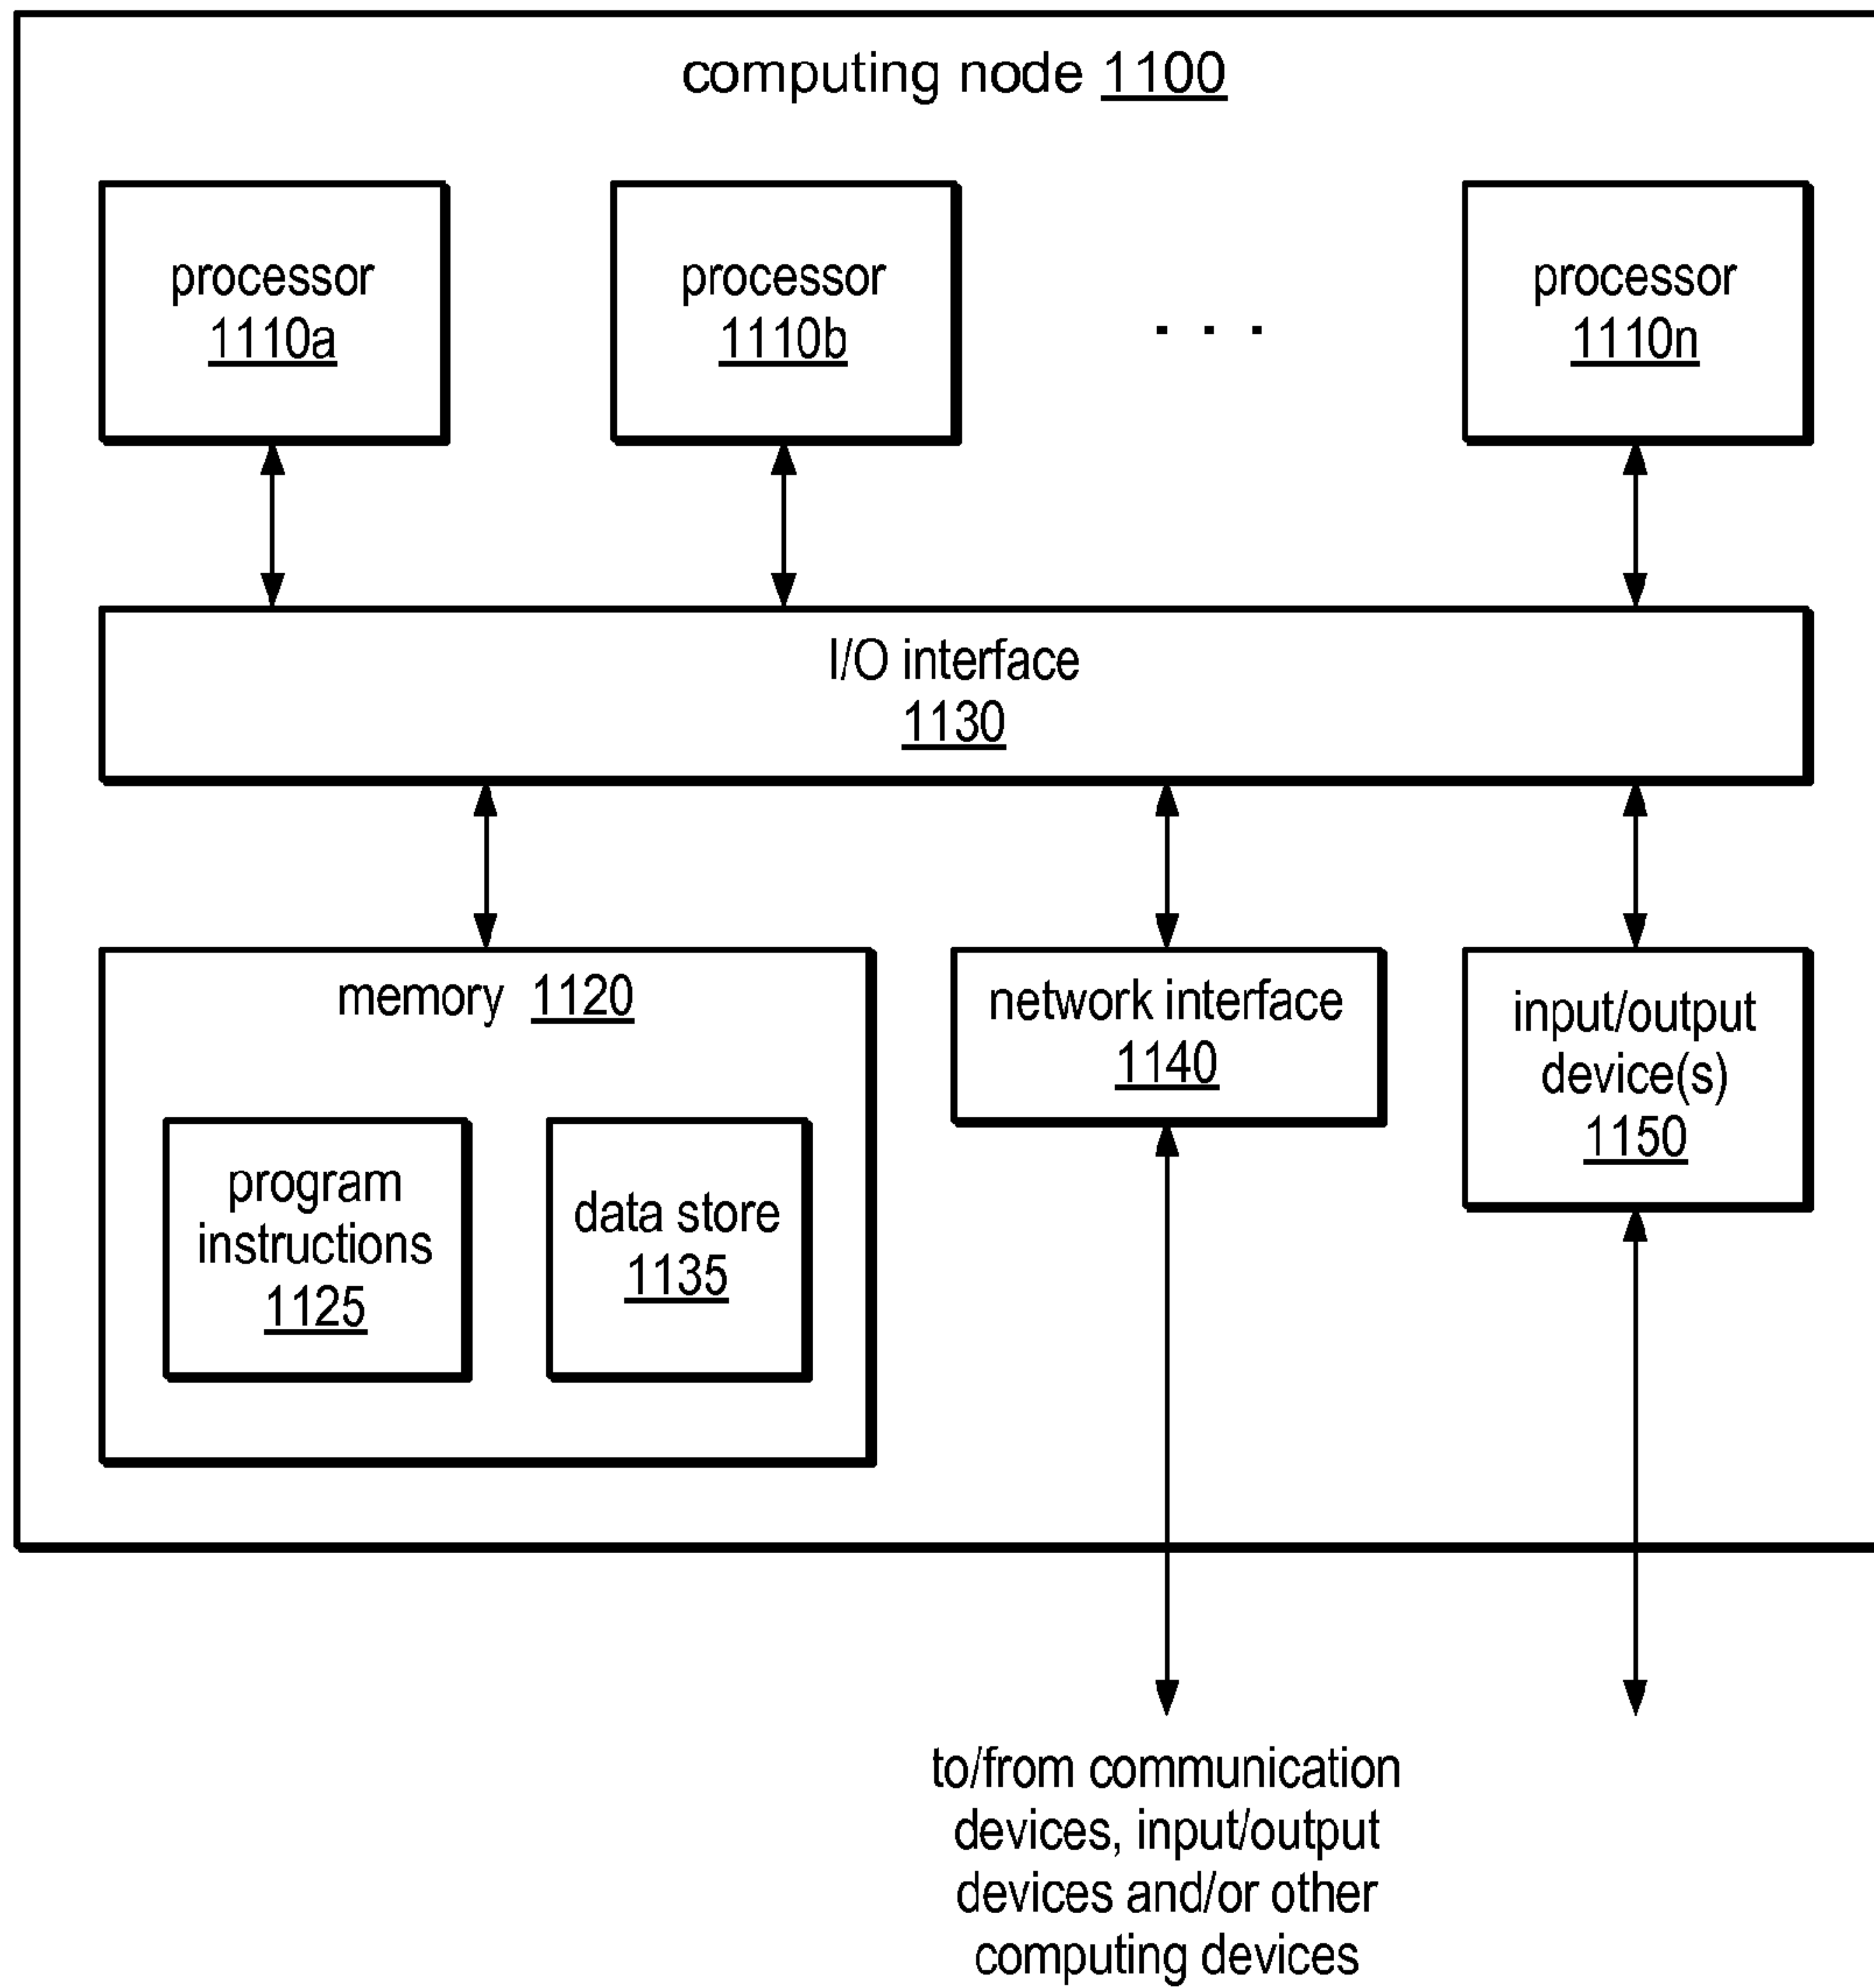 computing node 1100
processor
1110a
processor
1110b
. . .
processor
1110n
I/O interface
1130
memory 1120
program
instructions
1125
data store
1135
network interface
1140
input/output
device(s)
1150
to/from communication
devices, input/output
devices and/or other
computing devices